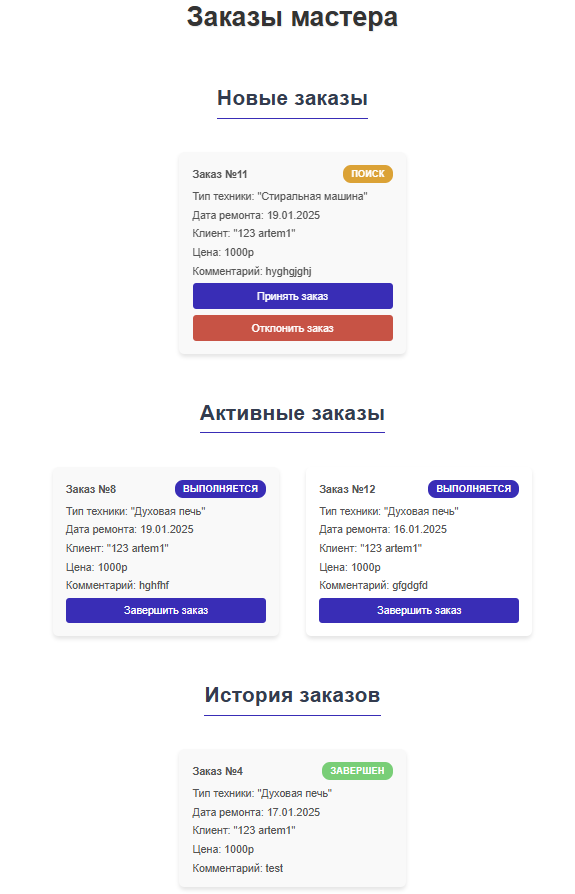 Заказы мастера
Новые заказы
Заказ №11
ПОИСК
Тип техники: "Стиральная машина"
Дата ремонта: 19.01.2025
Клиент: "123 artem1"
Цена: 1000р
Комментарий: hyghgjghj
Принять заказ
Отклонить заказ
Активные заказы
Заказ №8
ВЫПОЛНЯЕТСЯ
Тип техники: "Духовая печь"
Дата ремонта: 19.01.2025
Клиент: "123 artem1"
Цена: 1000р
Комментарий: hghfhf
Завершить заказ
Заказ №12
ВЫПОЛНЯЕТСЯ
Тип техники: "Духовая печь"
Дата ремонта: 16.01.2025
Клиент: "123 artem1"
Цена: 1000р
Комментарий: gfgdgfd
Завершить заказ
История заказов
Заказ №4
ЗАВЕРШЕН
Тип техники: "Духовая печь"
Дата ремонта: 17.01.2025
Клиент: "123 artem1"
Цена: 1000р
Комментарий: test